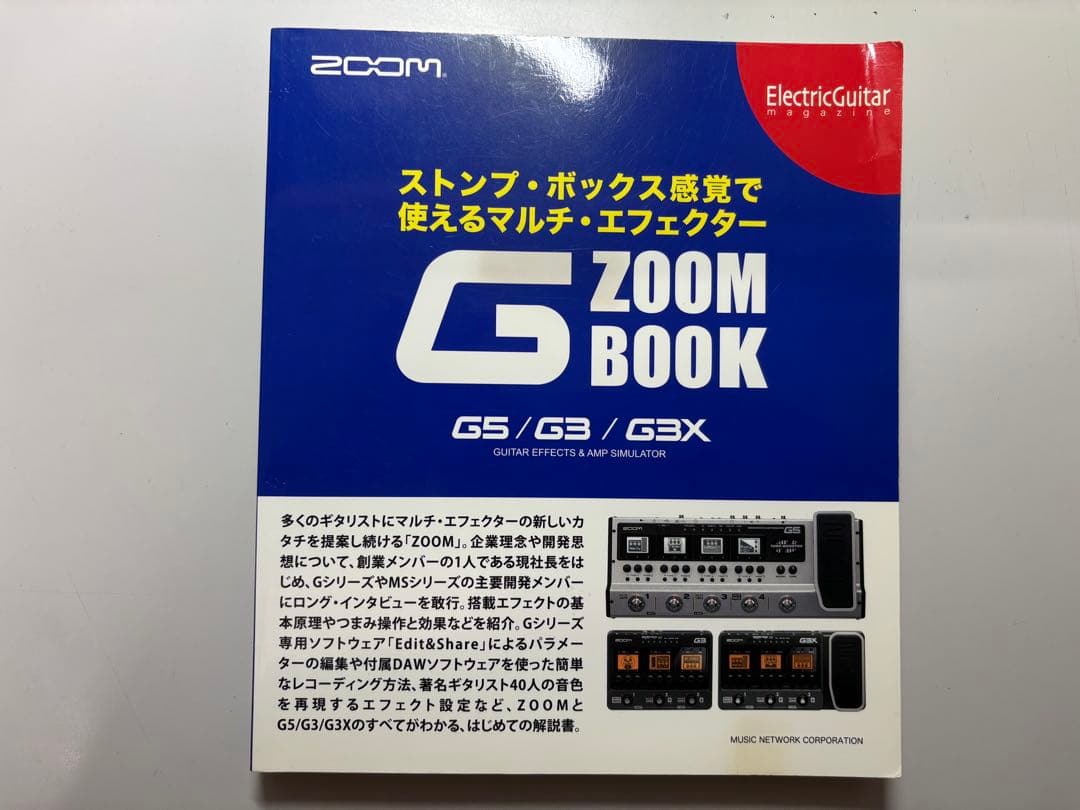 ZOOM
ElectricGuitar
magazine
ストンプ・ボックス感覚で
使えるマルチ・エフェクター
G ZOOM
BOOK
G5 / G3 / G3X
GUITAR EFFECTS & AMP SIMULATOR
多くのギタリストにマルチ・エフェクターの新しいカ
タチを提案し続ける「ZOOM」。企業理念や開発思
想について、創業メンバーの1人である現社長をは
じめ、GシリーズやMSシリーズの主要開発メンバー
にロング・インタビューを敢行。搭載エフェクトの基
本原理やつまみ操作と効果などを紹介。Gシリーズ
専用ソフトウェア「Edit&Share」によるパラメー
ターの編集や付属DAWソフトウェアを使った簡単
なレコーディング方法、著名ギタリスト40人の音色
を再現するエフェクト設定など、ZOOMと
G5/G3/G3Xのすべてがわかる、はじめての解説書。
ZOOM
G5
1 2 3 4
ZOOM
G3
ZOOM
G3X
MUSIC NETWORK CORPORATION